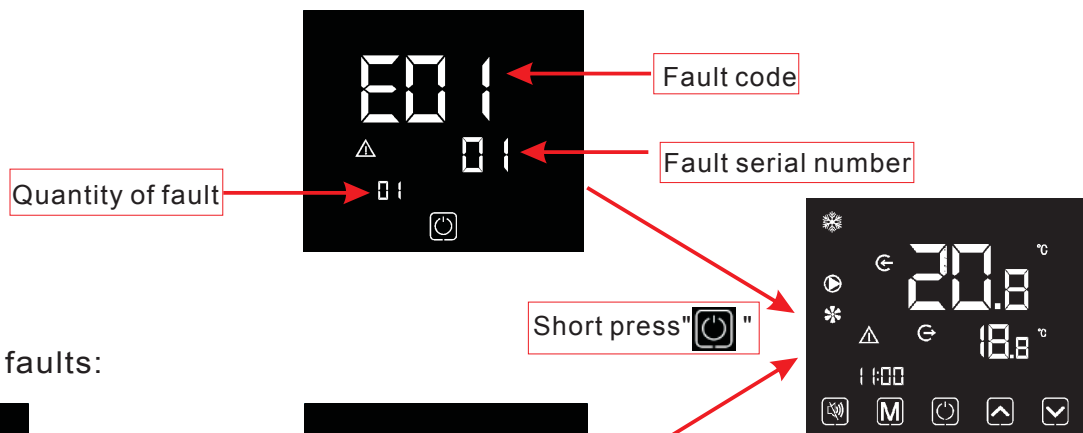 E01
Fault code
01
Fault serial number
Quantity of fault
01
20.8 °C
Short press" "
18.8 °C
faults:
11:00
M